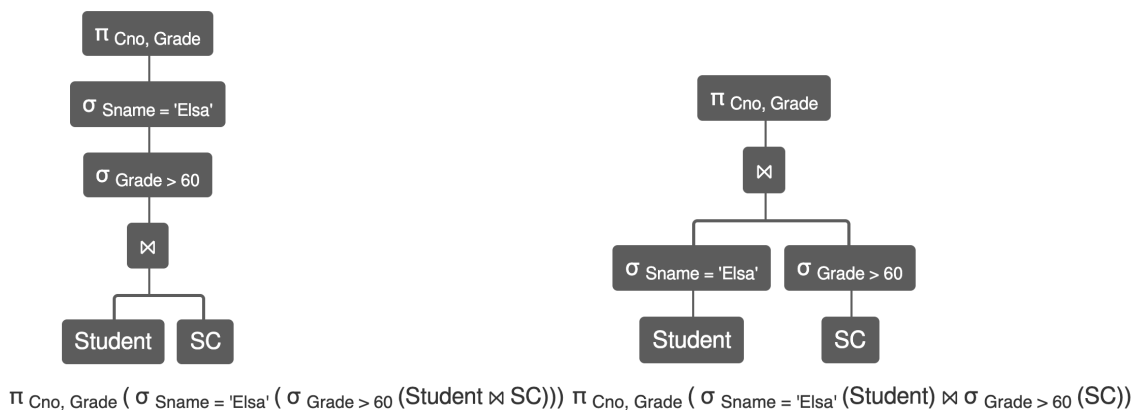 π Cno, Grade
σ Sname = 'Elsa'
σ Grade > 60
⋈
Student
SC
π Cno, Grade ( σ Sname = 'Elsa' ( σ Grade > 60 (Student ⋈ SC)))
π Cno, Grade
⋈
σ Sname = 'Elsa'
σ Grade > 60
Student
SC
π Cno, Grade ( σ Sname = 'Elsa' (Student) ⋈ σ Grade > 60 (SC))